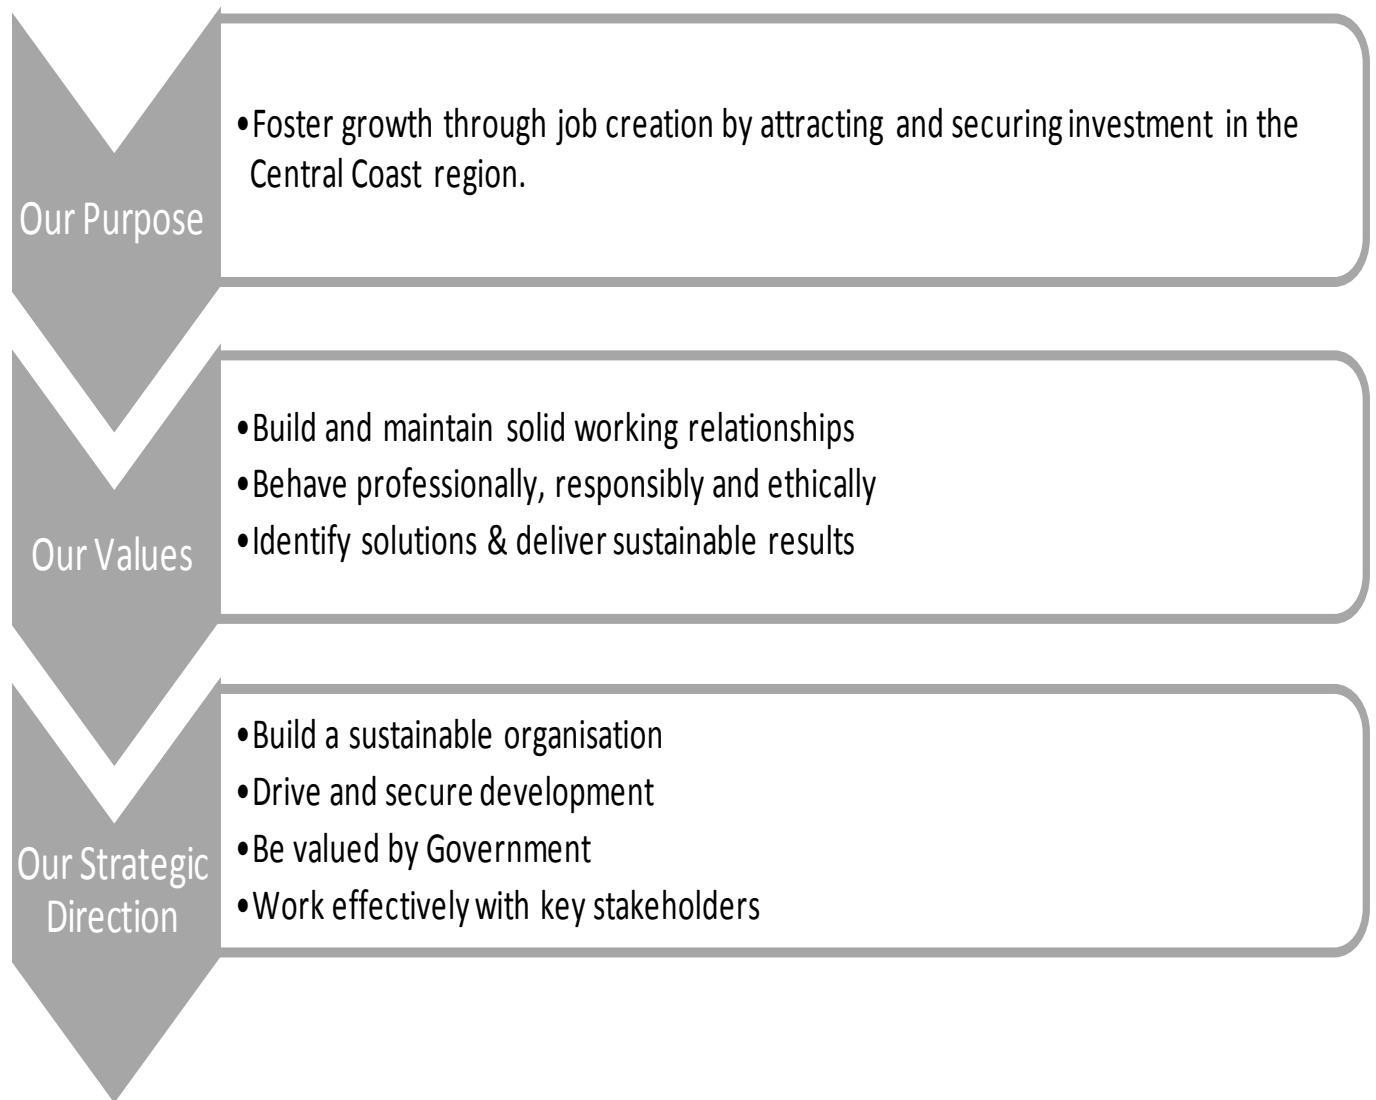 Our Purpose
•Foster growth through job creation by attracting and securing investment in the
Central Coast region.
Our Values
•Build and maintain solid working relationships
•Behave professionally, responsibly and ethically
•Identify solutions & deliver sustainable results
Our Strategic
Direction
•Build a sustainable organisation
•Drive and secure development
•Be valued by Government
•Work effectively with key stakeholders